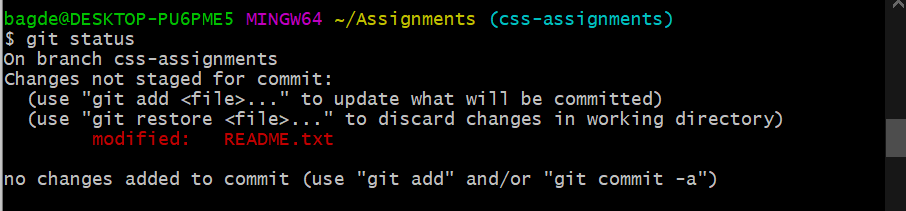 bagde@DESKTOP-PU6PME5 MINGW64 ~/Assignments (css-assignments)
$ git status
On branch css-assignments
Changes not staged for commit:
  (use "git add <file>..." to update what will be committed)
  (use "git restore <file>..." to discard changes in working directory)
        modified:   README.txt

no changes added to commit (use "git add" and/or "git commit -a")